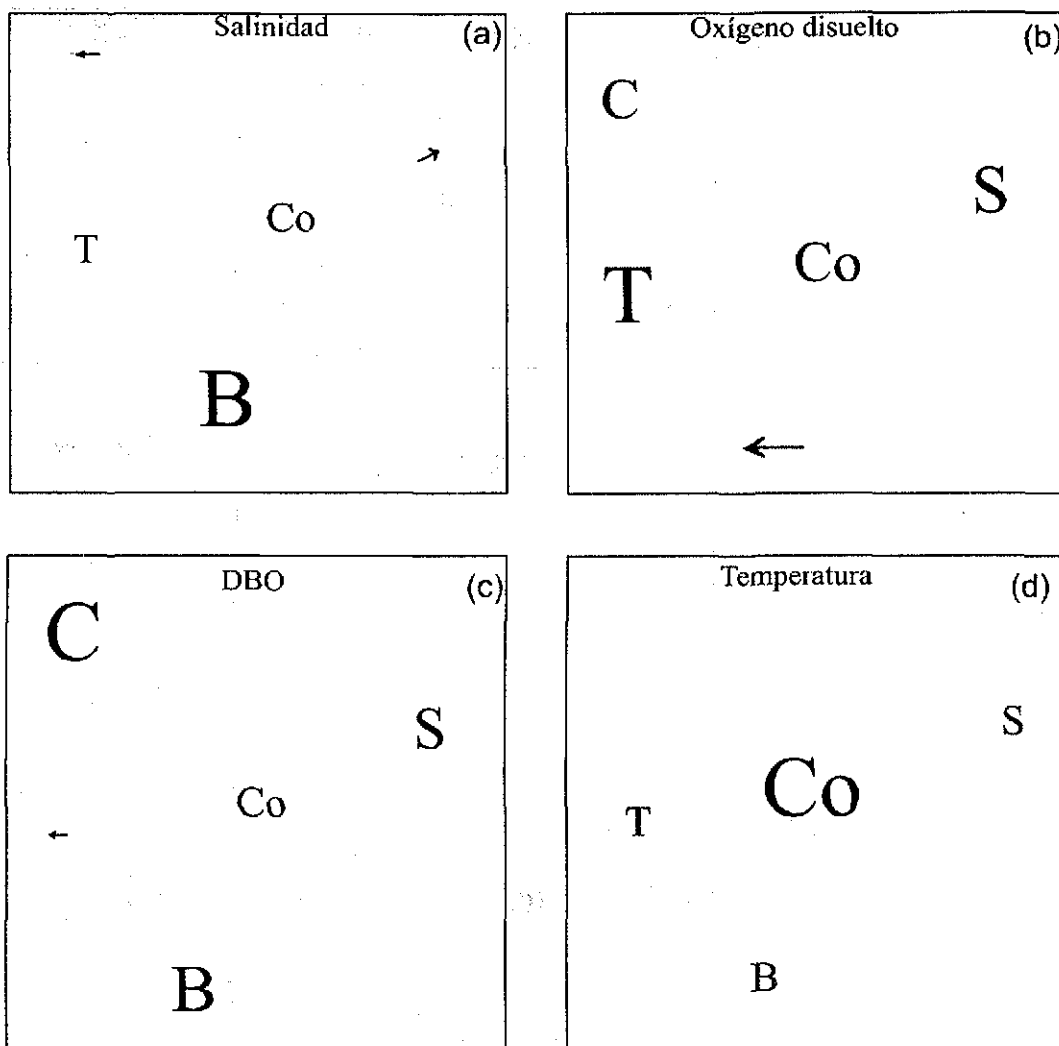 Salinidad (a)
Co
T
B
Oxígeno disuelto (b)
C
S
Co
T
DBO (c)
C
S
Co
B
Temperatura (d)
S
Co
T
B